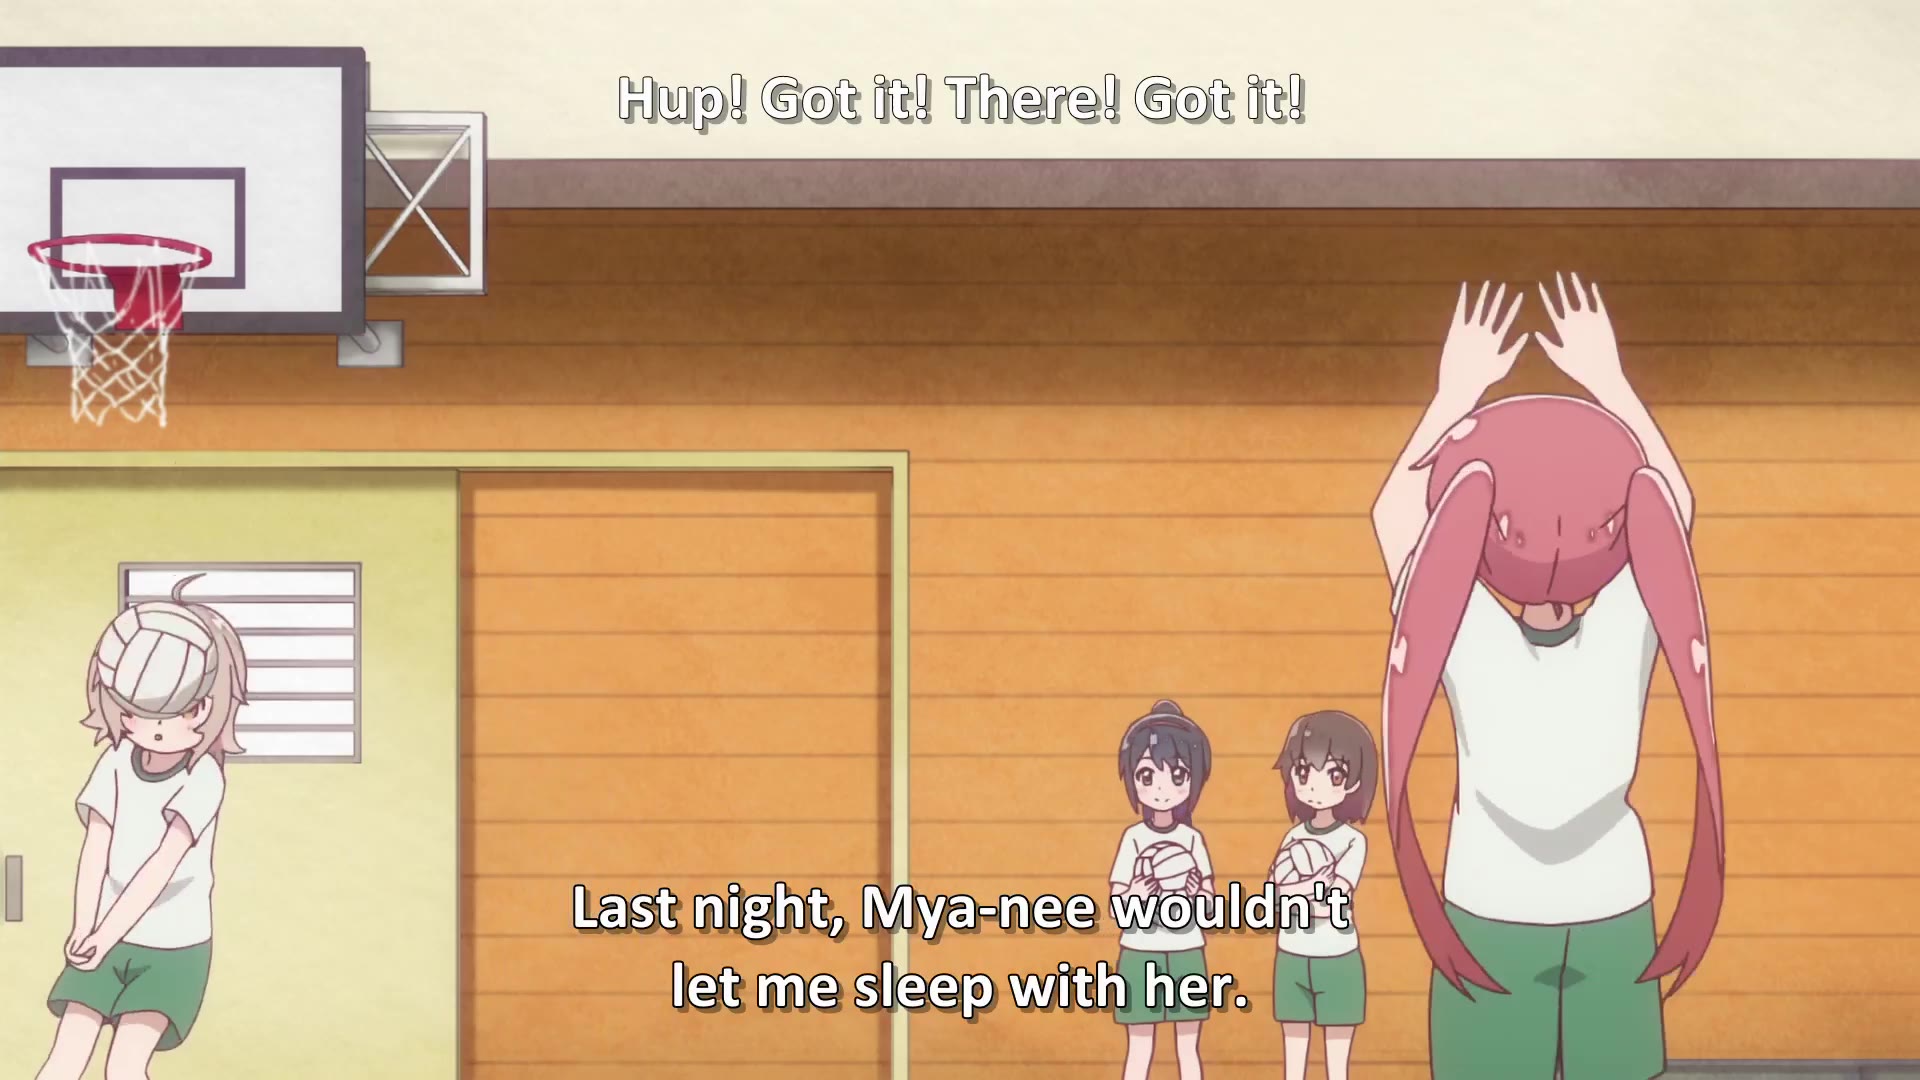 Hup! Got it! There! Got it!
Last night, Mya-nee wouldn't
let me sleep with her.